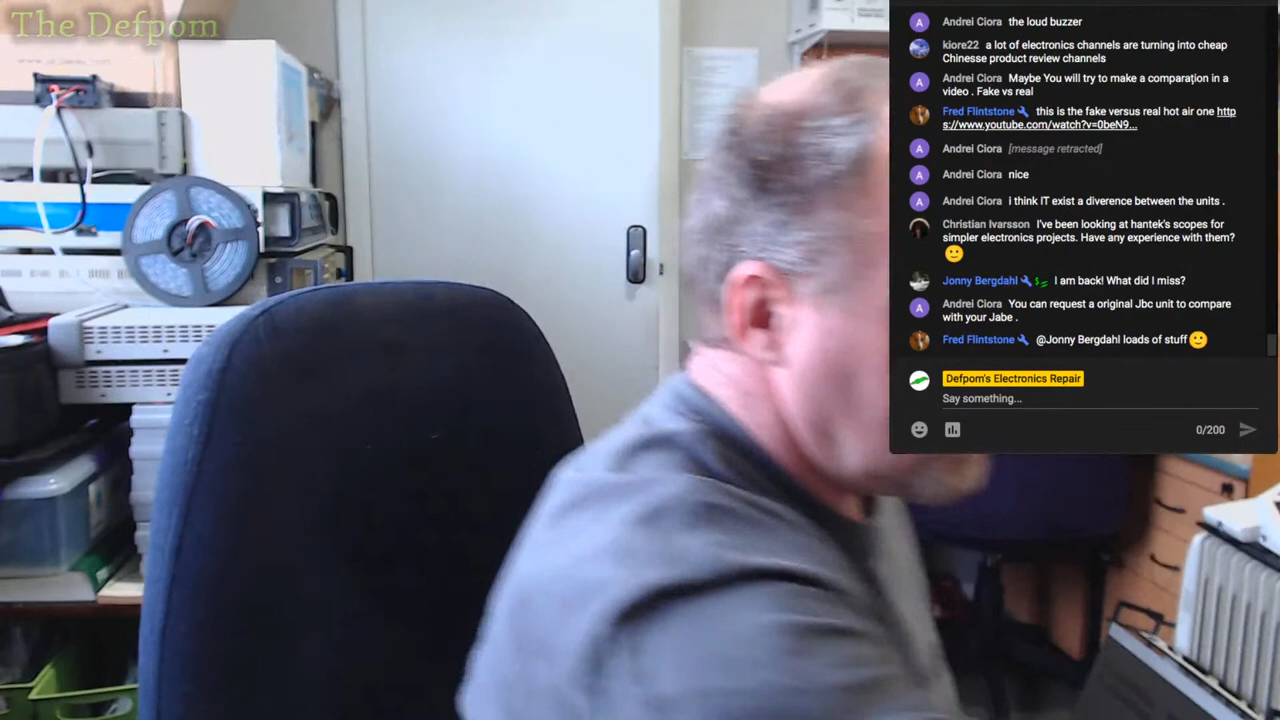 The Defpom
Andrei Ciora the loud buzzer
kiore22 a lot of electronics channels are turning into cheap
Chinesse product review channels
Andrei Ciora Maybe You will try to make a comparation in a
video . Fake vs real
Fred Flintstone this is the fake versus real hot air one http
s://www.youtube.com/watch?v=0beN9...
Andrei Ciora [message retracted]
Andrei Ciora nice
Andrei Ciora i think IT exist a diverence between the units .
Christian Ivarsson I've been looking at hantek's scopes for
simpler electronics projects. Have any experience with them?
🙂
Jonny Bergdahl I am back! What did I miss?
Andrei Ciora You can request a original Jbc unit to compare
with your Jabe .
Fred Flintstone @Jonny Bergdahl loads of stuff 🙂
Defpom's Electronics Repair
Say something...
0/200